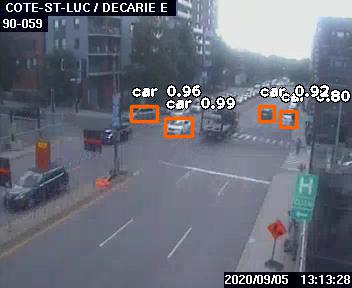 COTE-ST-LUC / DECARIE E
90-059
car 0.96
car 0.99
car 0.92
car 0.80
H
2020/09/05 13:13:28